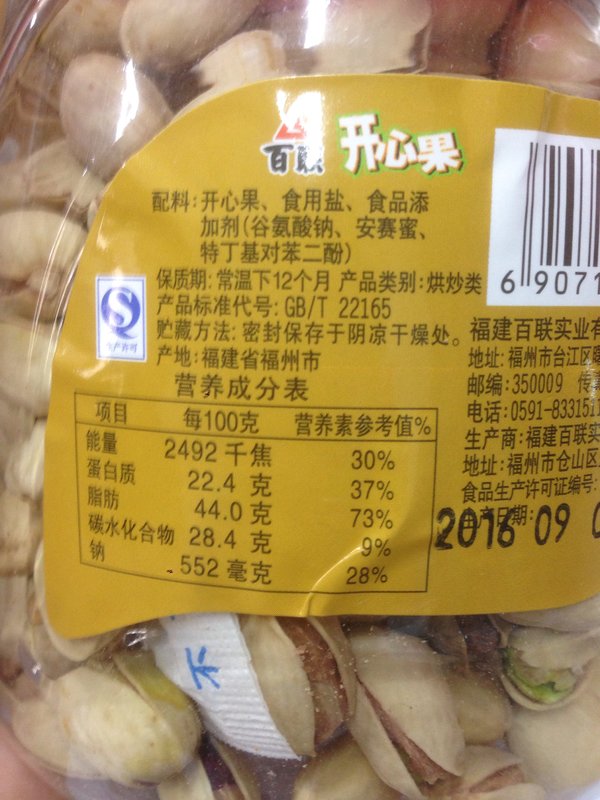 百联 开心果
配料:开心果、食用盐、食品添
加剂(谷氨酸钠、安赛蜜、
特丁基对苯二酚)
保质期:常温下12个月 产品类别:烘炒类
产品标准代号:GB/T 22165
贮藏方法:密封保存于阴凉干燥处。
产地:福建省福州市
生产许可
6 9071
营养成分表
项目 每100克 营养素参考值%
能量 2492 千焦 30%
蛋白质 22.4 克 37%
脂肪 44.0 克 73%
碳水化合物 28.4 克 9%
钠 552 毫克 28%
福建百联实业有
地址:福州市台江区
邮编:350009 传真
电话:0591-833151
生产商:福建百联实
地址:福州市仓山区
食品生产许可证编号:
生产日期:
2016 09 0
不